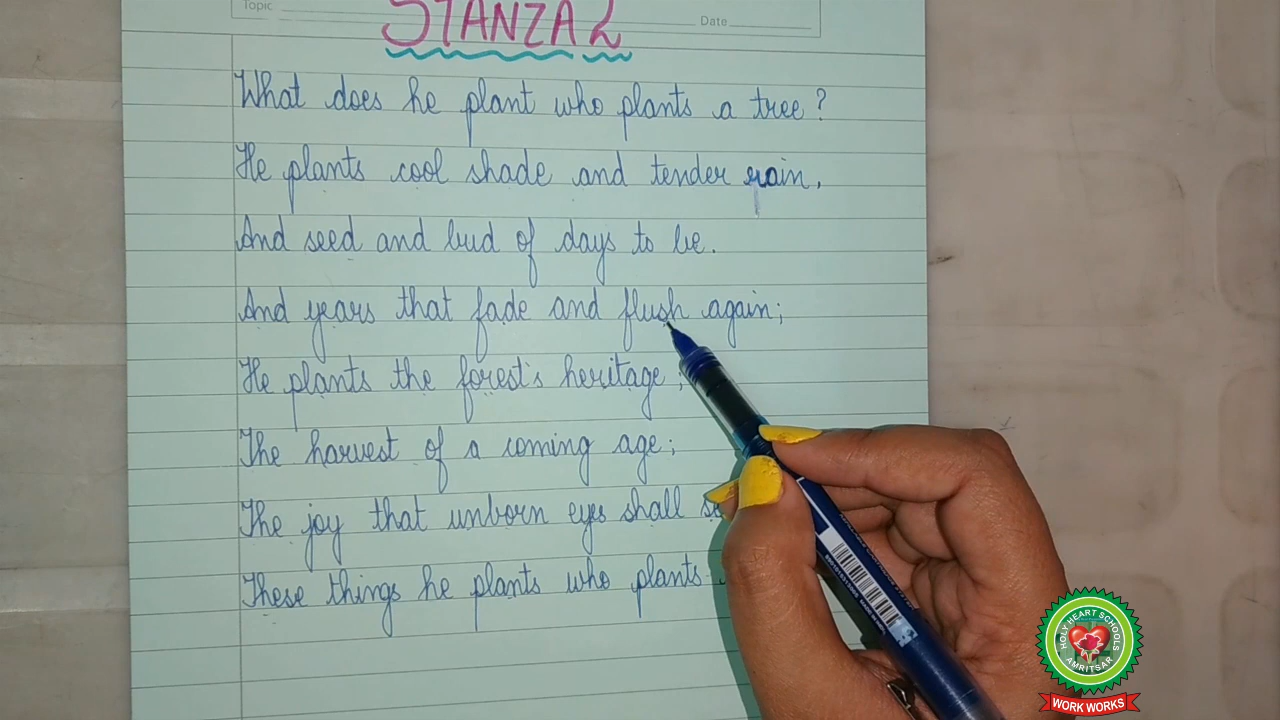 Topic
Date
STANZA 2
What does he plant who plants a tree?
He plants cool shade and tender rain,
And seed and bud of days to be.
And years that fade and flush again;
He plants the forest's heritage;
The harvest of a coming age;
The joy that unborn eyes shall
These things he plants who plants
HOLY HEART SCHOOLS
AMRITSAR
WORK WORKS